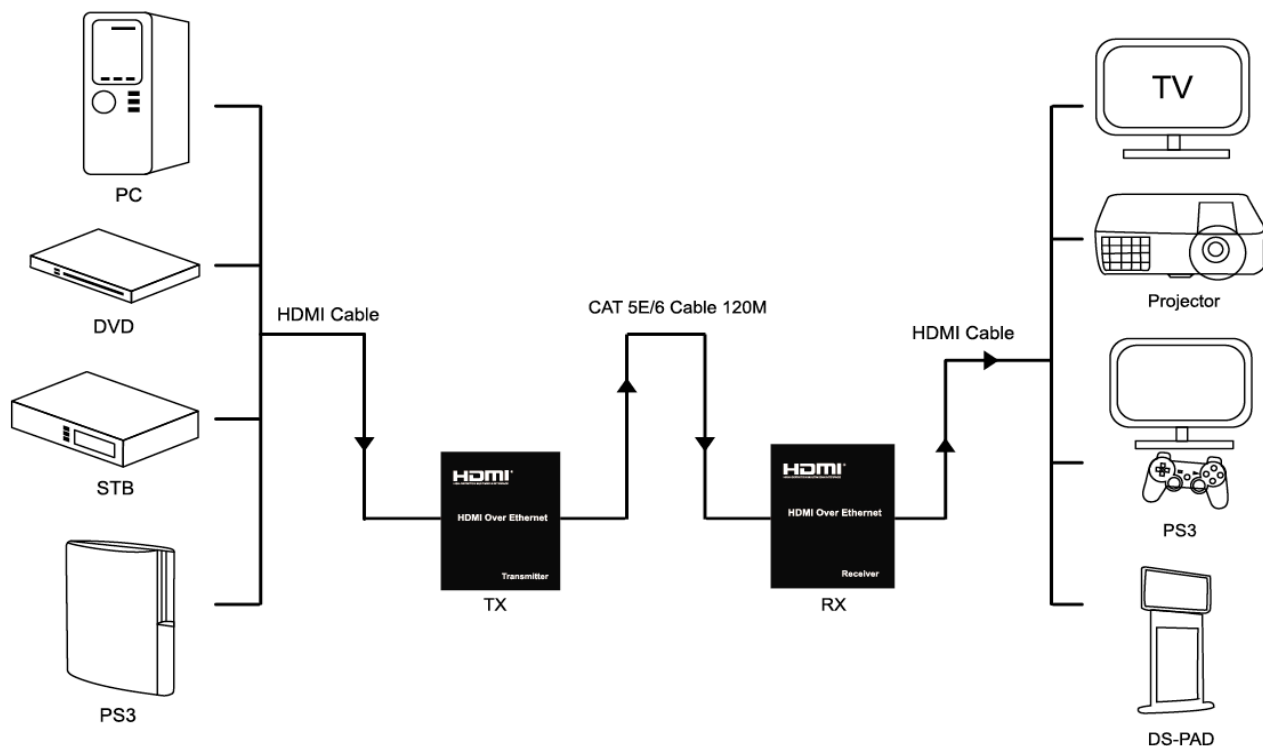 PC
DVD
STB
PS3
HDMI Cable
HDMI
HDMI Over Ethernet
Transmitter
TX
CAT 5E/6 Cable 120M
HDMI
HDMI Over Ethernet
Receiver
RX
HDMI Cable
TV
Projector
PS3
DS-PAD